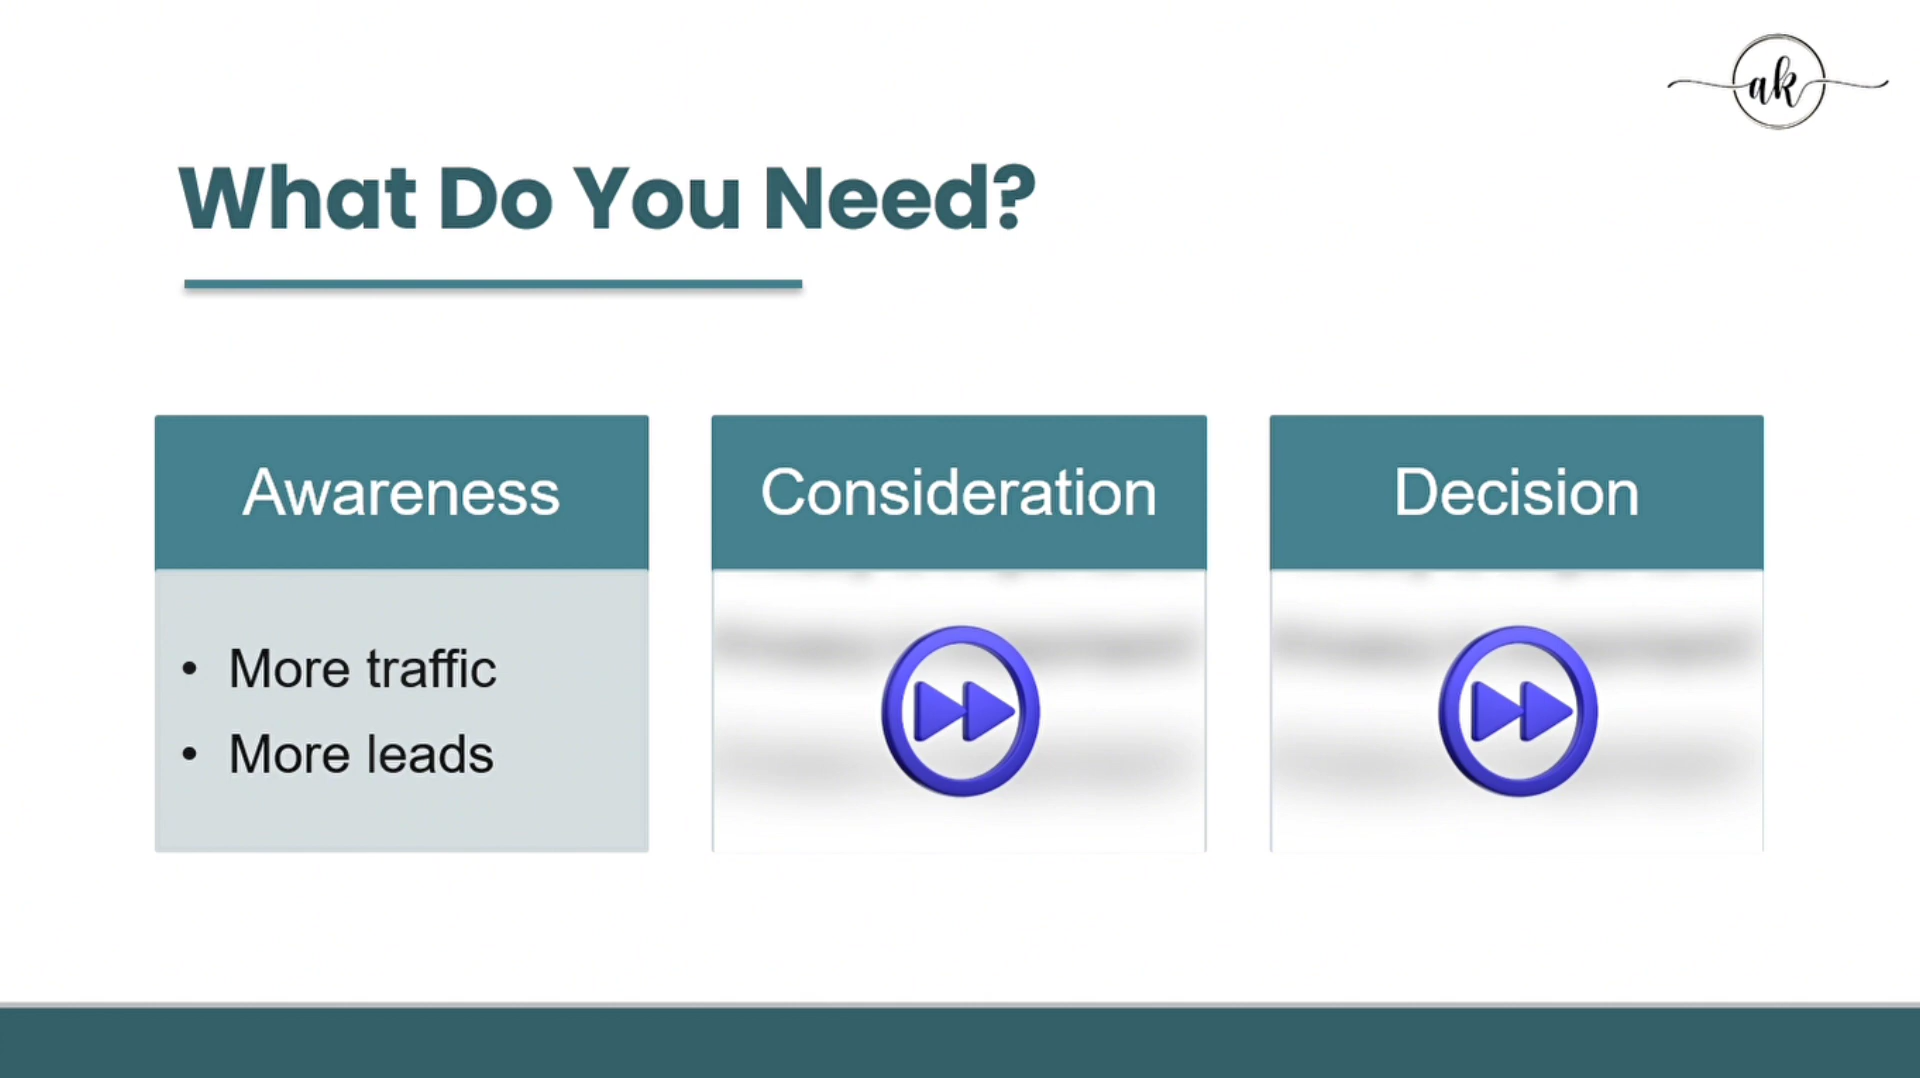 ak
What Do You Need?
Awareness
Consideration
Decision
• More traffic
• More leads